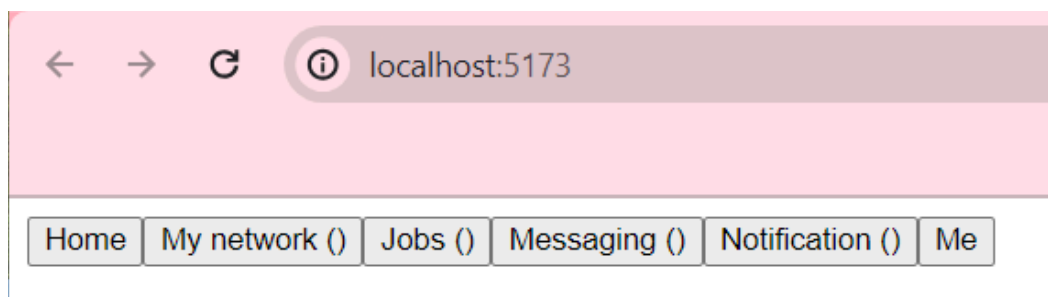 localhost:5173
Home My network () Jobs () Messaging () Notification () Me